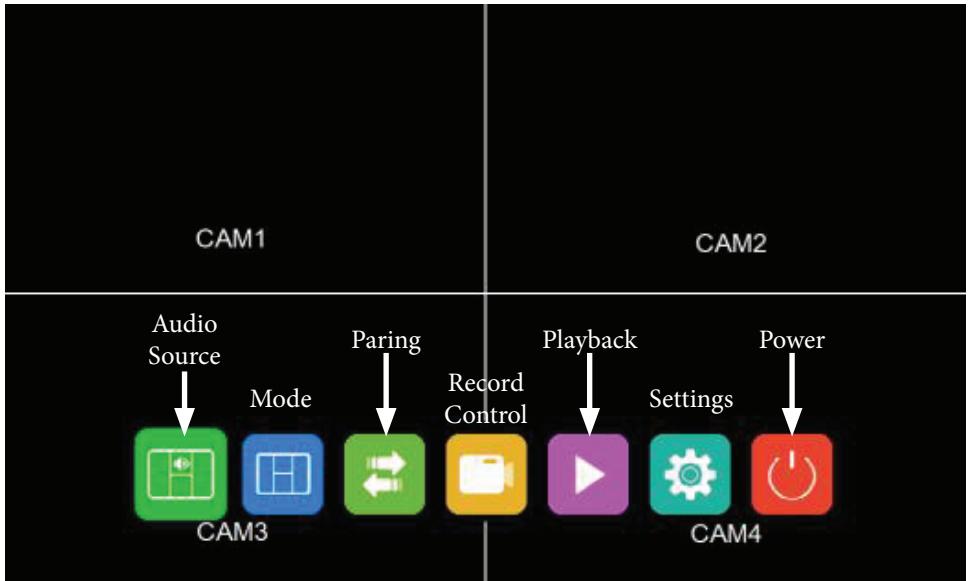 CAM1
CAM2
Audio
Source
Mode
Paring
Record
Control
Playback
Settings
Power
CAM3
CAM4